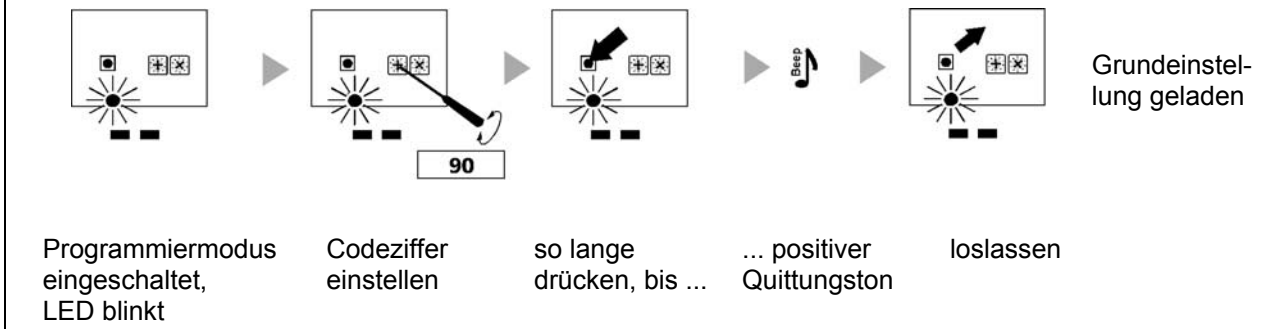 Beep
90
Grundeinstel-
lung geladen
Programmiermodus
eingeschaltet,
LED blinkt
Codeziffer
einstellen
so lange
drücken, bis ...
... positiver
Quittungston
loslassen